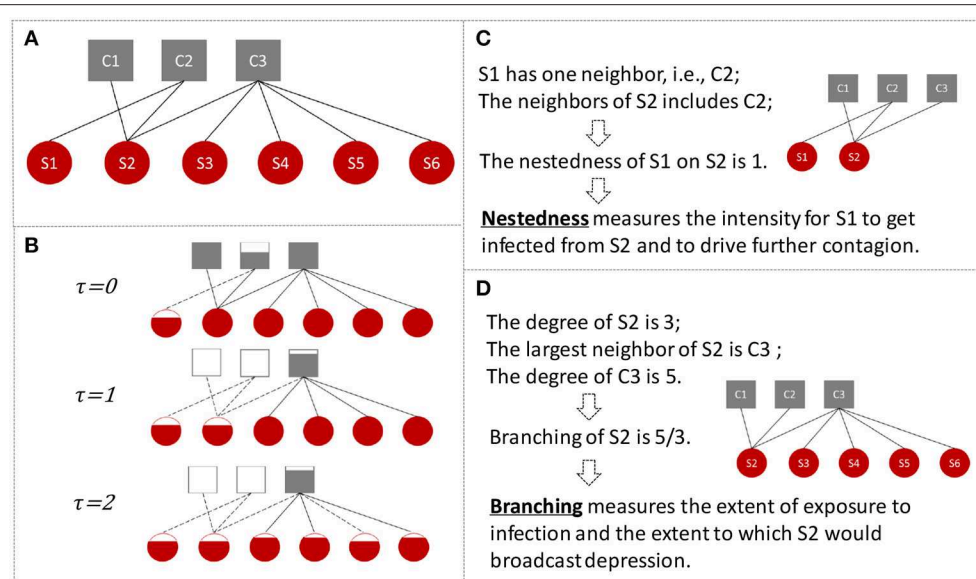 A
C1 C2 C3
S1 S2 S3 S4 S5 S6
B
τ=0
τ=1
τ=2
C
S1 has one neighbor, i.e., C2;
The neighbors of S2 includes C2;
The nestedness of S1 on S2 is 1.
Nestedness measures the intensity for S1 to get
infected from S2 and to drive further contagion.
C1 C2 C3
S1 S2
D
The degree of S2 is 3;
The largest neighbor of S2 is C3 ;
The degree of C3 is 5.
Branching of S2 is 5/3.
Branching measures the extent of exposure to
infection and the extent to which S2 would
broadcast depression.
C1 C2 C3
S2 S3 S4 S5 S6